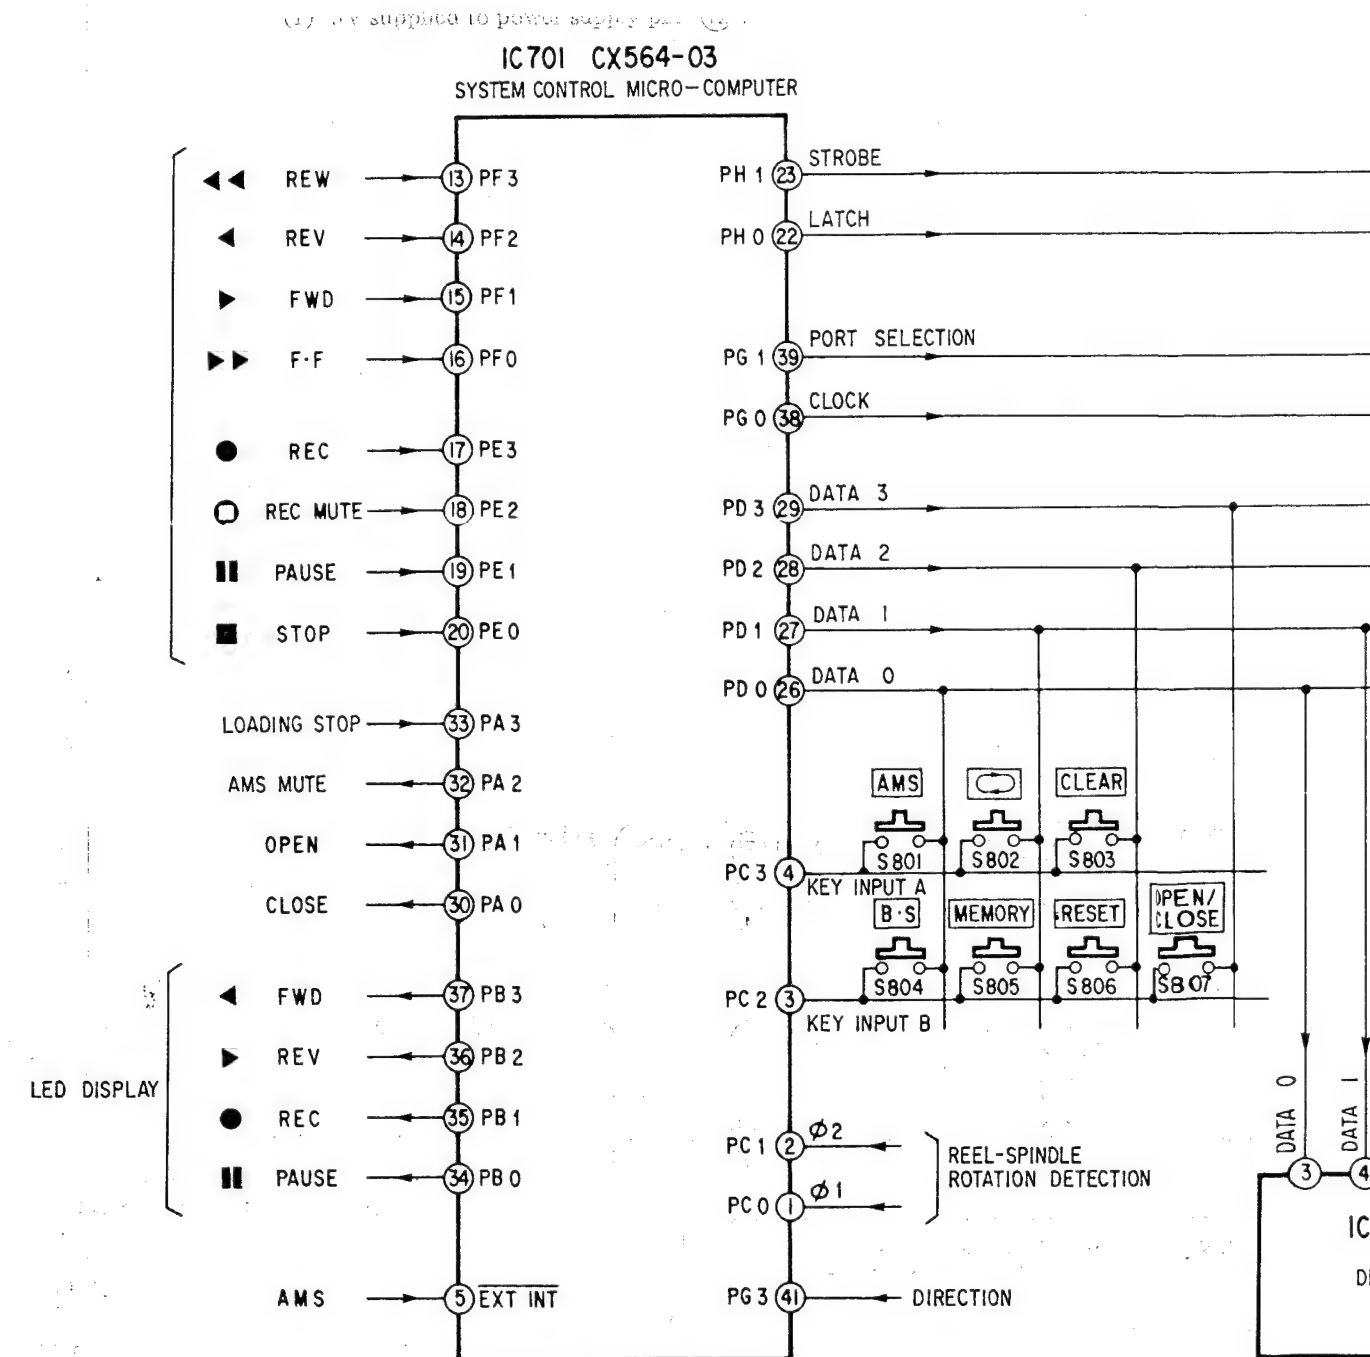 IC701 CX564-03
SYSTEM CONTROL MICRO-COMPUTER
REW 13 PF3
REV 14 PF2
FWD 15 PF1
F·F 16 PF0
REC 17 PE3
REC MUTE 18 PE2
PAUSE 19 PE1
STOP 20 PE0
LOADING STOP 33 PA3
AMS MUTE 32 PA2
OPEN 31 PA1
CLOSE 30 PA0
LED DISPLAY
FWD 37 PB3
REV 36 PB2
REC 35 PB1
PAUSE 34 PB0
AMS 5 EXT INT
PH1 23 STROBE
PH0 22 LATCH
PG1 39 PORT SELECTION
PG0 38 CLOCK
PD3 29 DATA 3
PD2 28 DATA 2
PD1 27 DATA 1
PD0 26 DATA 0
AMS CLEAR
S801 S802 S803
PC3 4 KEY INPUT A
B·S MEMORY RESET OPEN/
CLOSE
S804 S805 S806 S807
PC2 3 KEY INPUT B
PC1 2 Ø2
PC0 1 Ø1
REEL-SPINDLE
ROTATION DETECTION
PG3 41 DIRECTION
DATA 0
DATA 1
3 4
IC